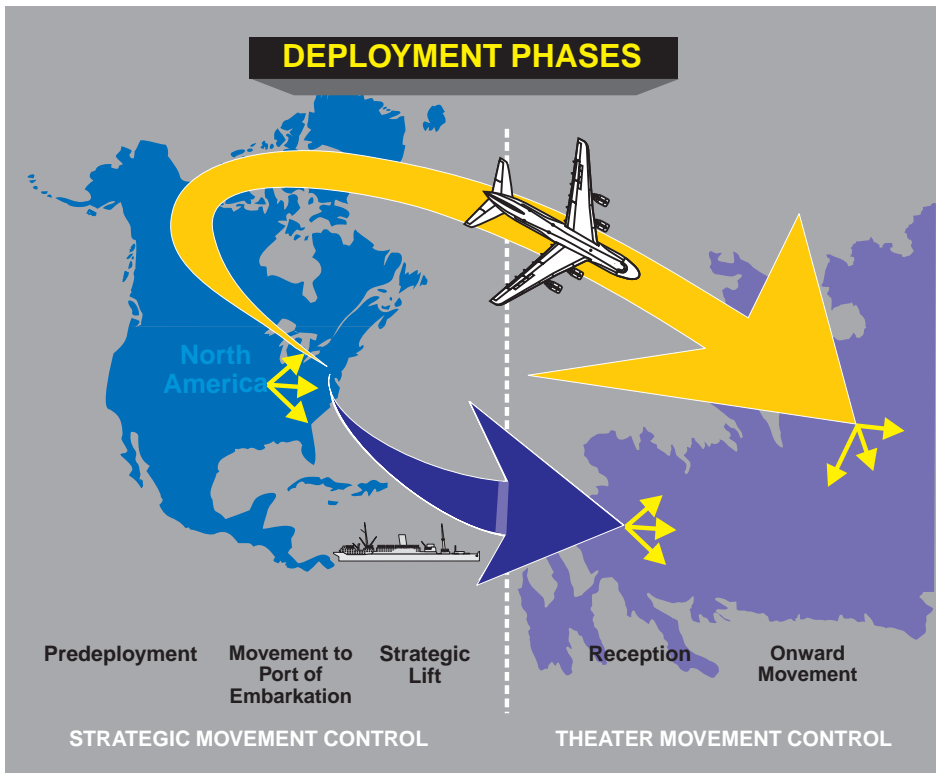 DEPLOYMENT PHASES
North
America
Predeployment
Movement to
Port of
Embarkation
Strategic
Lift
Reception
Onward
Movement
STRATEGIC MOVEMENT CONTROL
THEATER MOVEMENT CONTROL